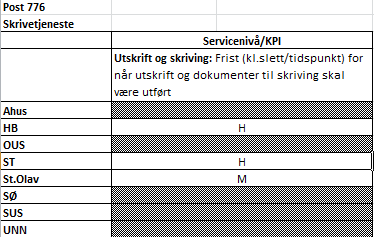 Post 776
Skrivetjeneste
Servicenivå/KPI
Utskrift og skriving: Frist (kl.slett/tidspunkt) for
når utskrift og dokumenter til skriving skal
være utført
Ahus
HB H
OUS
ST H
St.Olav M
SØ
SUS
UNN